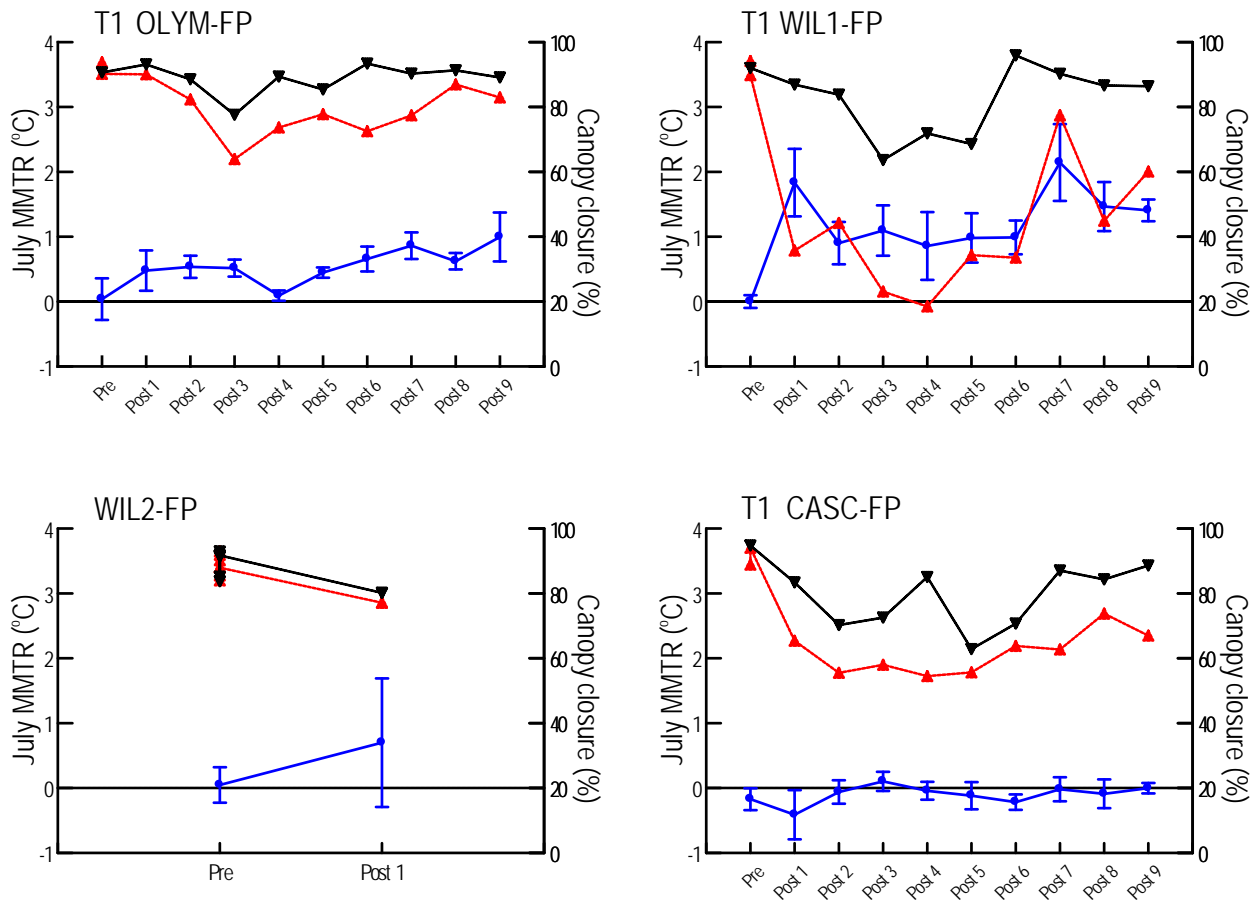 T1 OLYM-FP
4
3
2
1
0
-1
July MMTR (ºC)
100
80
60
40
20
0
Canopy closure (%)
Pre
Post 1
Post 2
Post 3
Post 4
Post 5
Post 6
Post 7
Post 8
Post 9
T1 WIL1-FP
4
3
2
1
0
-1
July MMTR (ºC)
100
80
60
40
20
0
Canopy closure (%)
Pre
Post 1
Post 2
Post 3
Post 4
Post 5
Post 6
Post 7
Post 8
Post 9
WIL2-FP
4
3
2
1
0
-1
July MMTR (ºC)
100
80
60
40
20
0
Canopy closure (%)
Pre
Post 1
T1 CASC-FP
4
3
2
1
0
-1
July MMTR (ºC)
100
80
60
40
20
0
Canopy closure (%)
Pre
Post 1
Post 2
Post 3
Post 4
Post 5
Post 6
Post 7
Post 8
Post 9